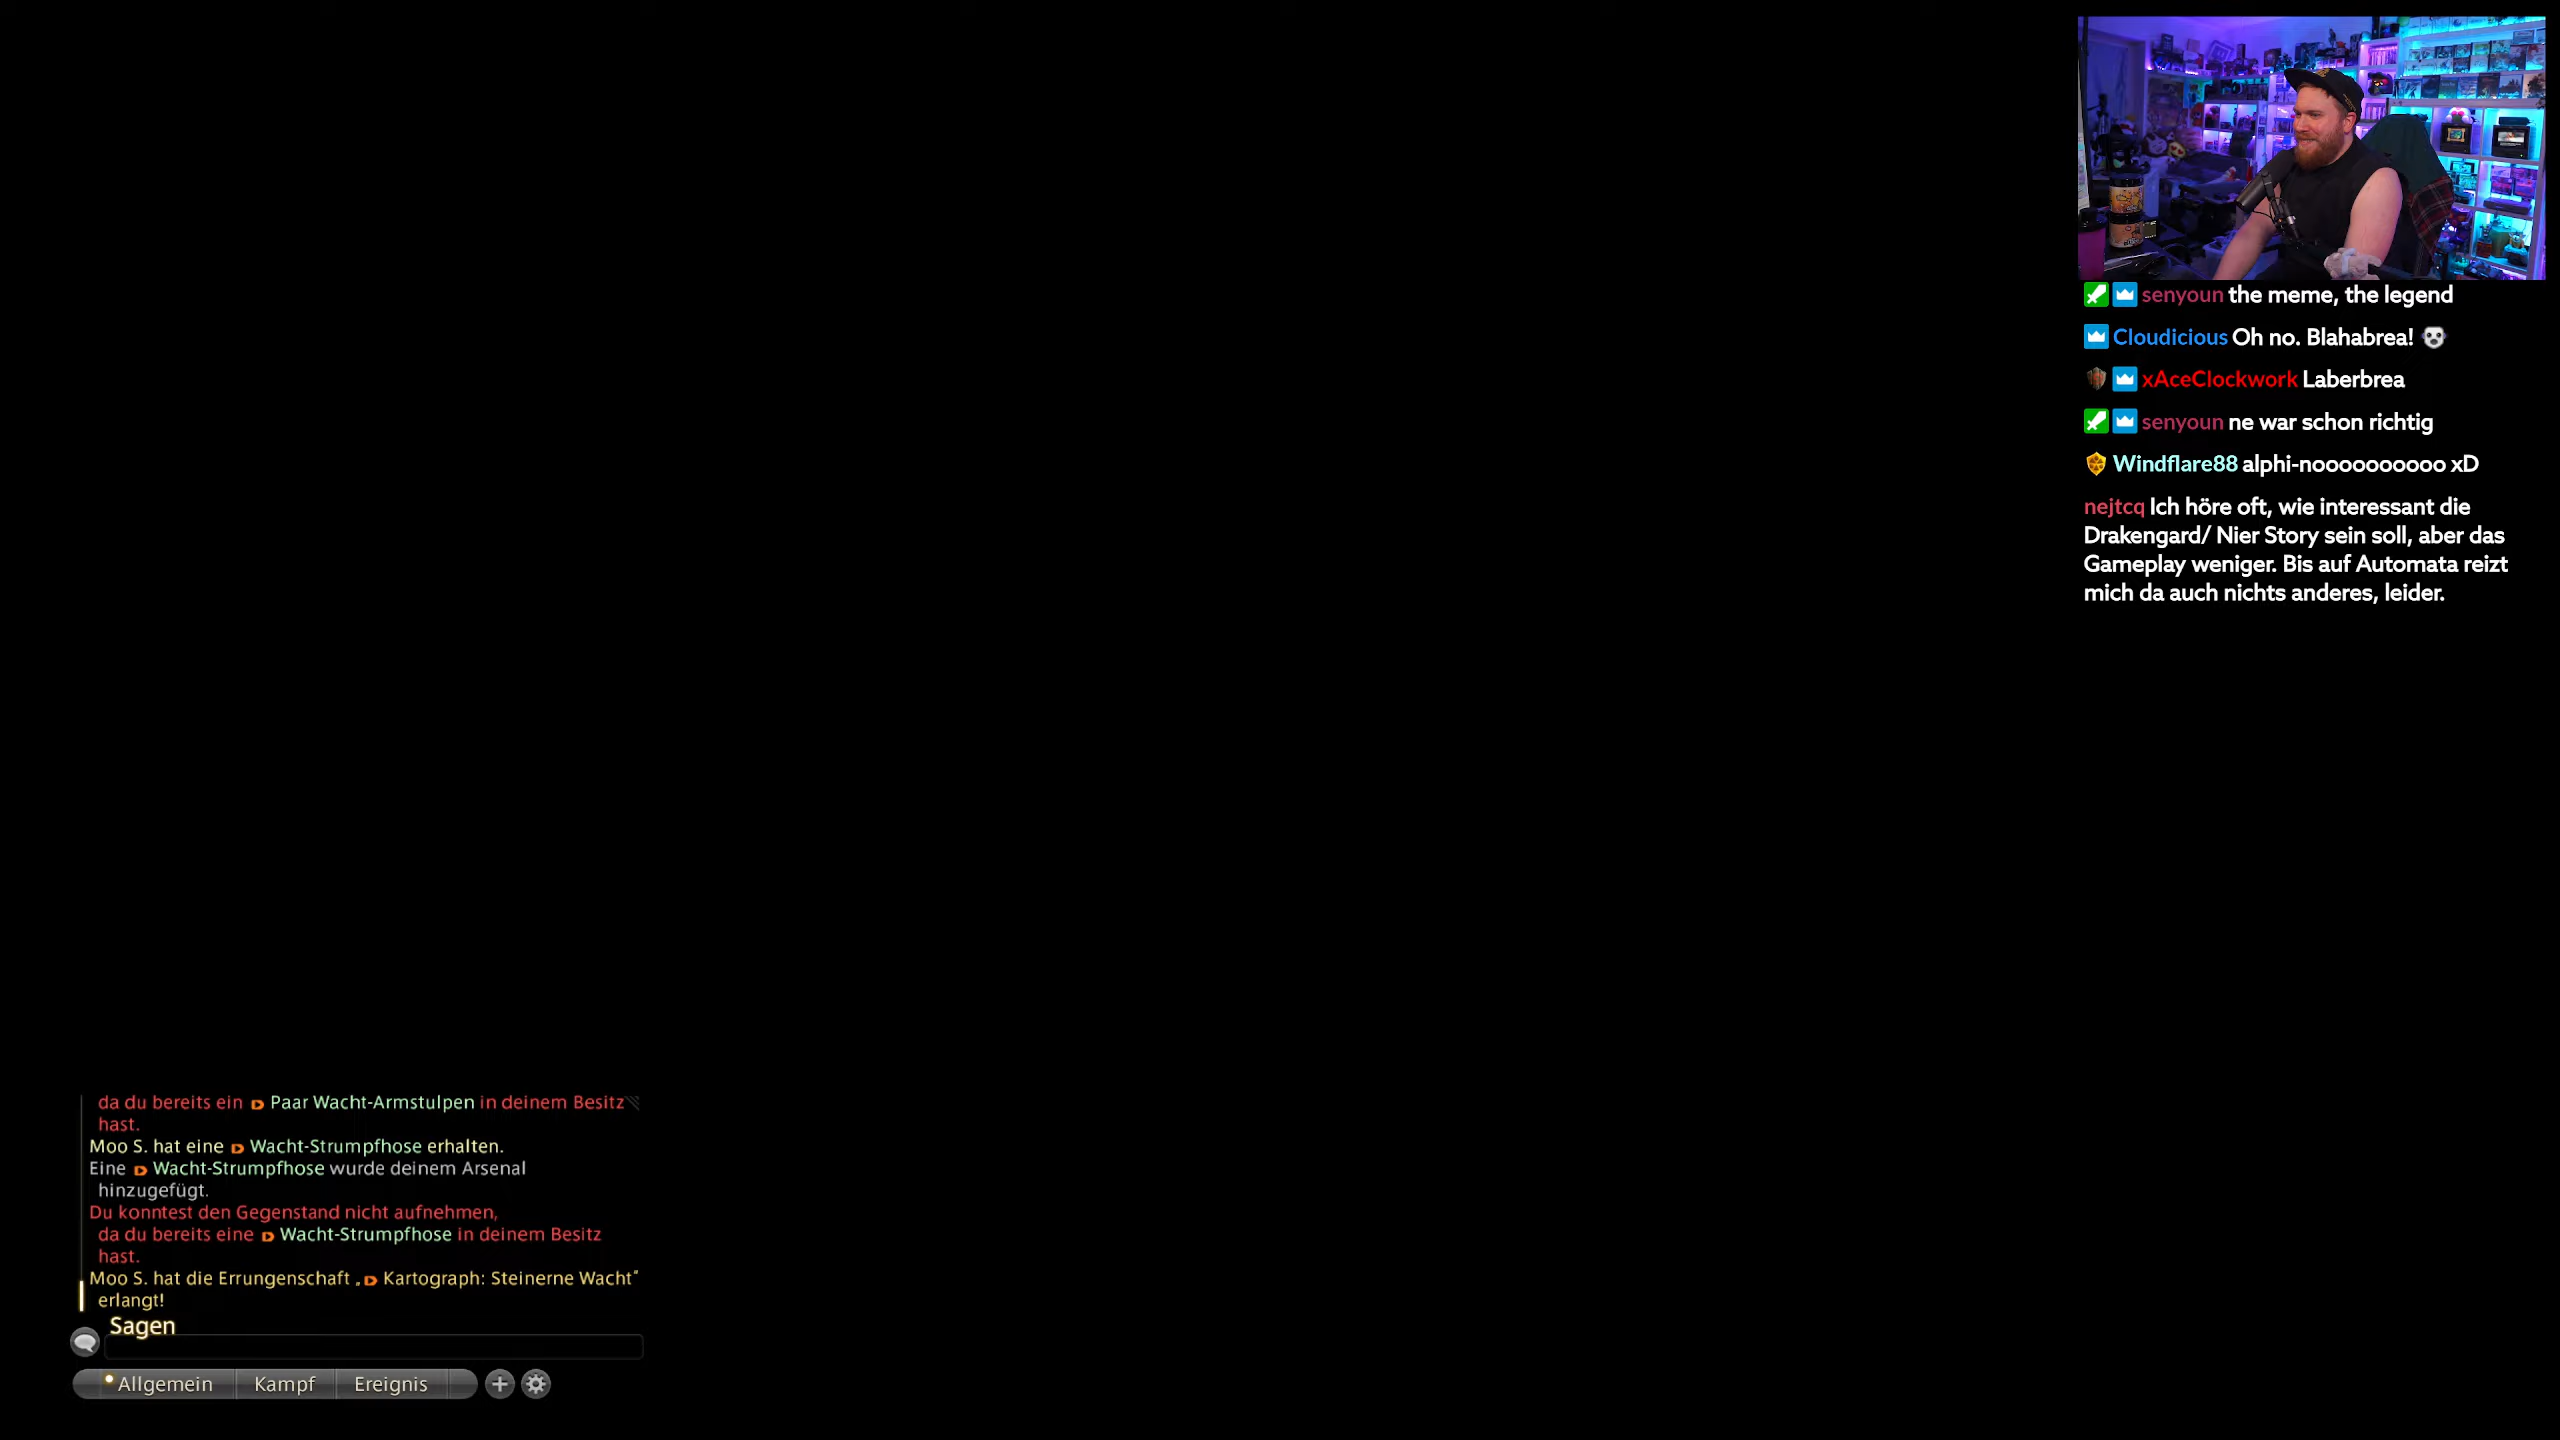 senyoun the meme, the legend
Cloudicious Oh no. Blahabrea!
xAceClockwork Laberbrea
senyoun ne war schon richtig
Windflare88 alphi-noooooooooo xD
nejtcq Ich höre oft, wie interessant die
Drakengard/ Nier Story sein soll, aber das
Gameplay weniger. Bis auf Automata reizt
mich da auch nichts anderes, leider.
da du bereits ein Paar Wacht-Armstulpen in deinem Besitz
hast.
Moo S. hat eine Wacht-Strumpfhose erhalten.
Eine Wacht-Strumpfhose wurde deinem Arsenal
hinzugefügt.
Du konntest den Gegenstand nicht aufnehmen,
da du bereits eine Wacht-Strumpfhose in deinem Besitz
hast.
Moo S. hat die Errungenschaft „Kartograph: Steinerne Wacht“
erlangt!
Sagen
Allgemein Kampf Ereignis